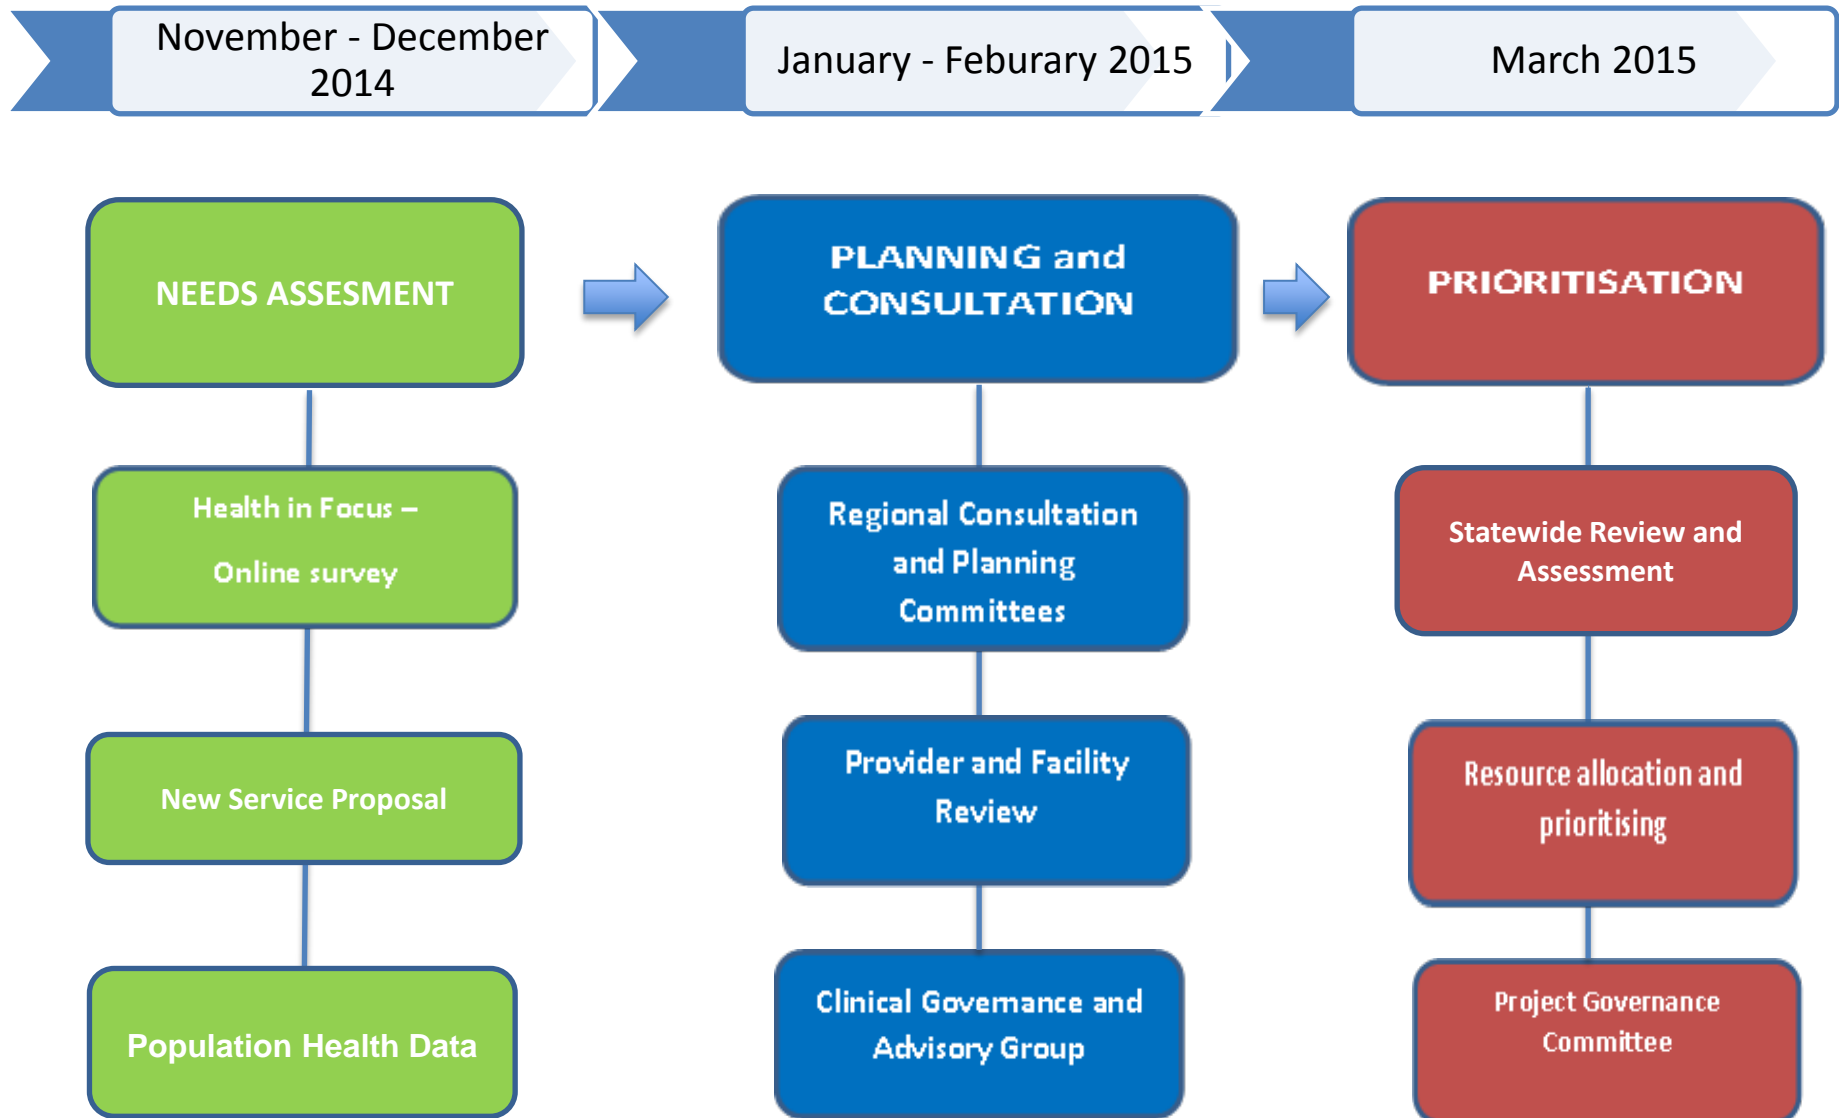 November - December
2014
January - Feburary 2015
March 2015
NEEDS ASSESMENT
PLANNING and
CONSULTATION
PRIORITISATION
Health in Focus –
Online survey
Regional Consultation
and Planning
Committees
Statewide Review and
Assessment
New Service Proposal
Provider and Facility
Review
Resource allocation and
prioritising
Population Health Data
Clinical Governance and
Advisory Group
Project Governance
Committee